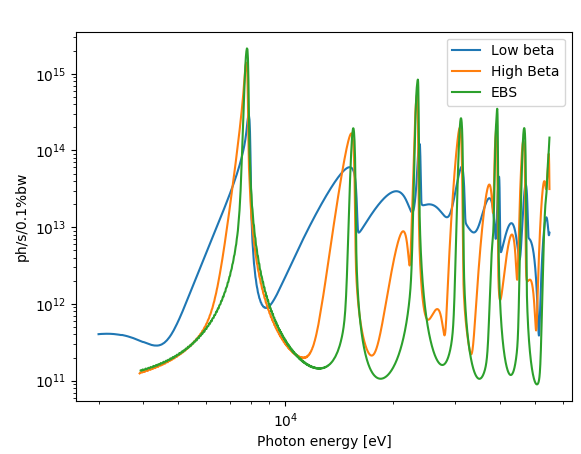 Low beta
High Beta
EBS
10^15
10^14
10^13
10^12
10^11
ph/s/0.1%bw
10^4
Photon energy [eV]